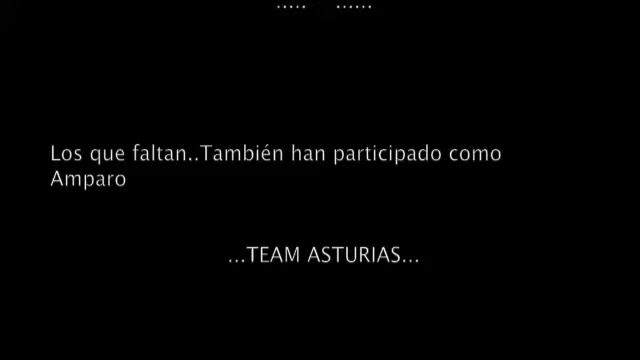 ..... ......
Los que faltan..También han participado como
Amparo
...TEAM ASTURIAS...